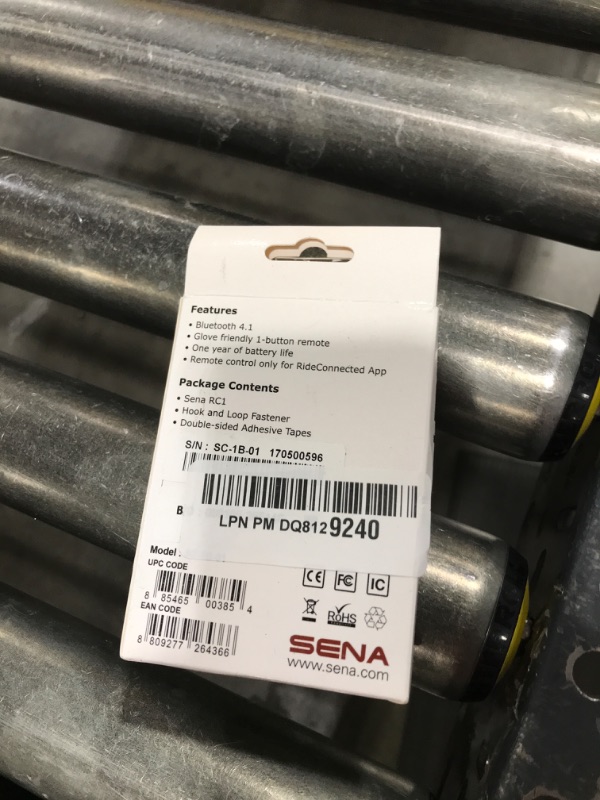 Features
• Bluetooth 4.1
• Glove friendly 1-button remote
• One year of battery life
• Remote control only for RideConnected App
Package Contents
• Sena RC1
• Hook and Loop Fastener
• Double-sided Adhesive Tapes
S/N : SC-1B-01 170500596
LPN PM DQ8129240
Model :
UPC CODE
8 85465 00385 4
EAN CODE
8 809277 264366
CE FC IC
RoHS
SENA
www.sena.com